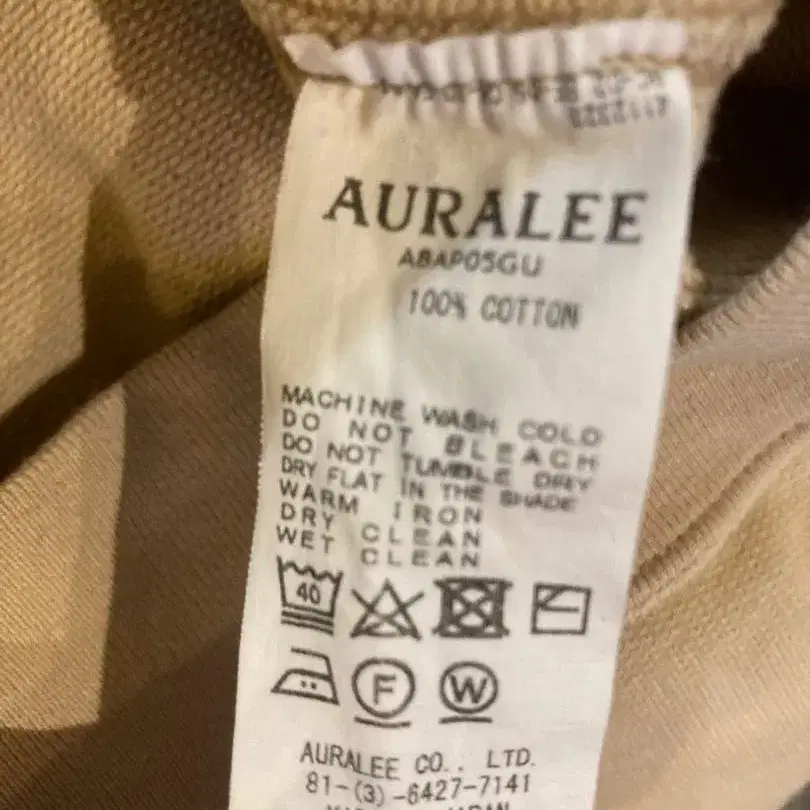 AURALEE
A8AP05GU
100% COTTON
MACHINE WASH COLD
DO NOT BLEACH
DO NOT TUMBLE DRY
DRY FLAT IN THE SHADE
WARM IRON
DRY CLEAN
WET CLEAN
40
F W
AURALEE CO., LTD.
81-(3)-6427-7141